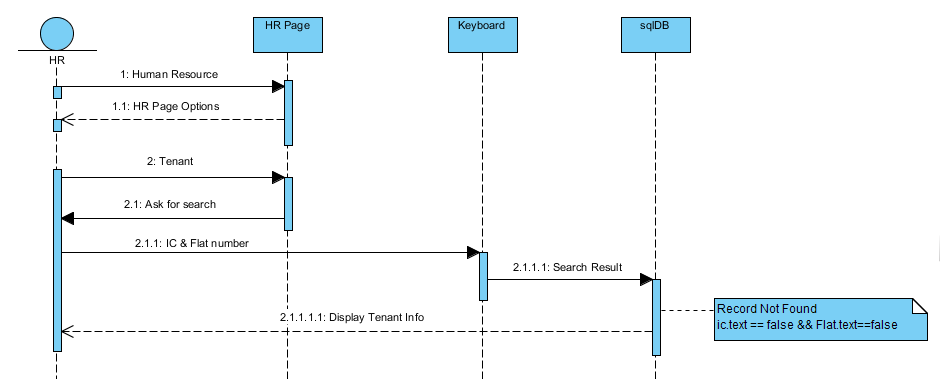 HR Page
Keyboard
sqlDB
HR
1: Human Resource
1.1: HR Page Options
2: Tenant
2.1: Ask for search
2.1.1: IC & Flat number
2.1.1.1: Search Result
2.1.1.1.1: Display Tenant Info
Record Not Found
ic.text == false && Flat.text==false